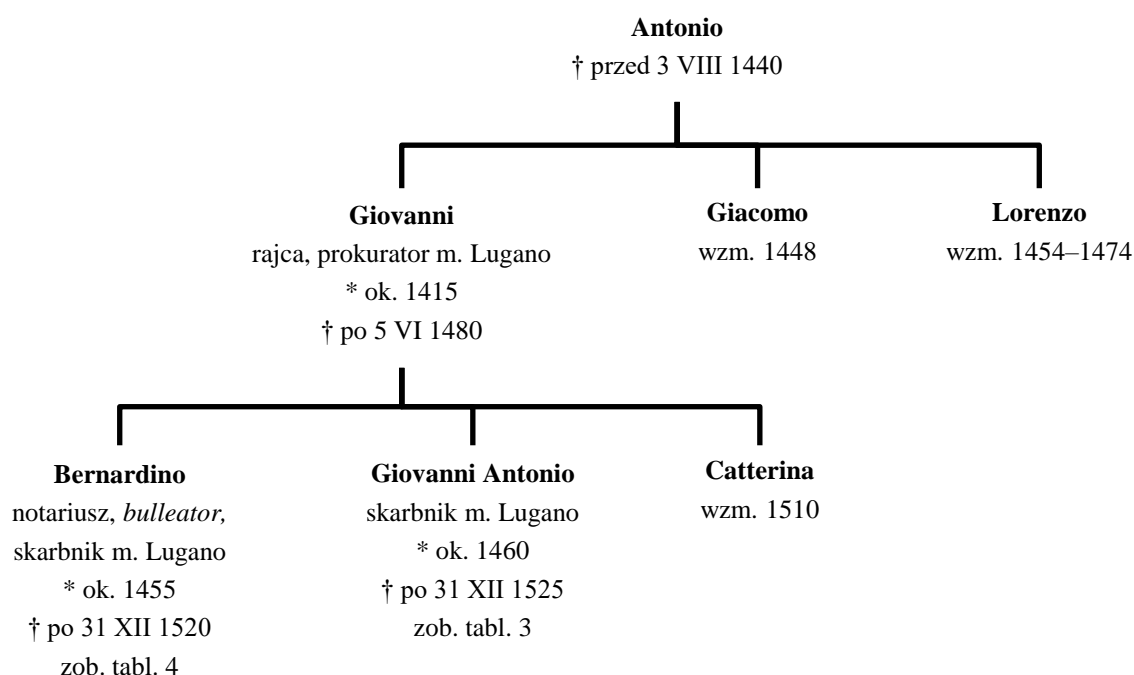 Antonio
† przed 3 VIII 1440
Giovanni
rajca, prokurator m. Lugano
* ok. 1415
† po 5 VI 1480
Giacomo
wzm. 1448
Lorenzo
wzm. 1454–1474
Bernardino
notariusz, bulleator,
skarbnik m. Lugano
* ok. 1455
† po 31 XII 1520
zob. tabl. 4
Giovanni Antonio
skarbnik m. Lugano
* ok. 1460
† po 31 XII 1525
zob. tabl. 3
Catterina
wzm. 1510